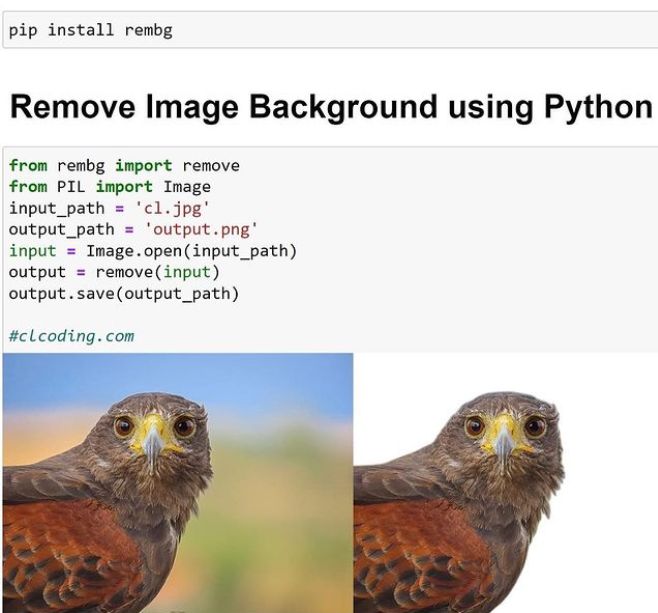 pip install rembg
Remove Image Background using Python
from rembg import remove
from PIL import Image
input_path = 'cl.jpg'
output_path = 'output.png'
input = Image.open(input_path)
output = remove(input)
output.save(output_path)
#clcoding.com